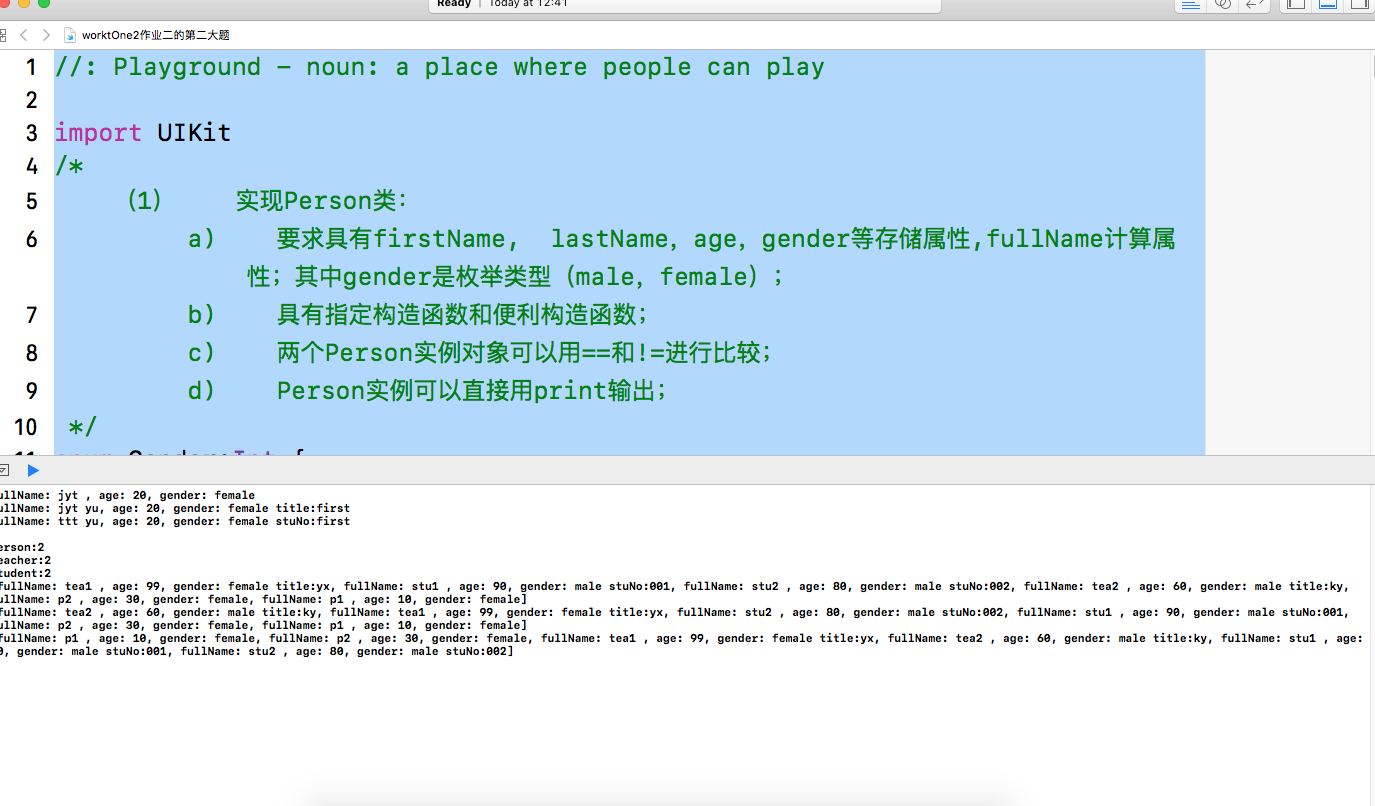 Ready | Today at 12:41
worktOne2作业二的第二大题
1 //: Playground – noun: a place where people can play
2
3 import UIKit
4 /*
5 （1） 实现Person类：
6 a) 要求具有firstName, lastName, age, gender等存储属性,fullName计算属
性；其中gender是枚举类型（male, female）；
7 b) 具有指定构造函数和便利构造函数；
8 c) 两个Person实例对象可以用==和!=进行比较；
9 d) Person实例可以直接用print输出；
10 */
ullName: jyt , age: 20, gender: female
ullName: jyt yu, age: 20, gender: female title:first
ullName: ttt yu, age: 20, gender: female stuNo:first
erson:2
eacher:2
tudent:2
fullName: tea1 , age: 99, gender: female title:yx, fullName: stu1 , age: 90, gender: male stuNo:001, fullName: stu2 , age: 80, gender: male stuNo:002, fullName: tea2 , age: 60, gender: male title:ky,
ullName: p2 , age: 30, gender: female, fullName: p1 , age: 10, gender: female]
fullName: tea2 , age: 60, gender: male title:ky, fullName: tea1 , age: 99, gender: female title:yx, fullName: stu2 , age: 80, gender: male stuNo:002, fullName: stu1 , age: 90, gender: male stuNo:001,
ullName: p2 , age: 30, gender: female, fullName: p1 , age: 10, gender: female]
fullName: p1 , age: 10, gender: female, fullName: p2 , age: 30, gender: female, fullName: tea1 , age: 99, gender: female title:yx, fullName: tea2 , age: 60, gender: male title:ky, fullName: stu1 , age:
0, gender: male stuNo:001, fullName: stu2 , age: 80, gender: male stuNo:002]